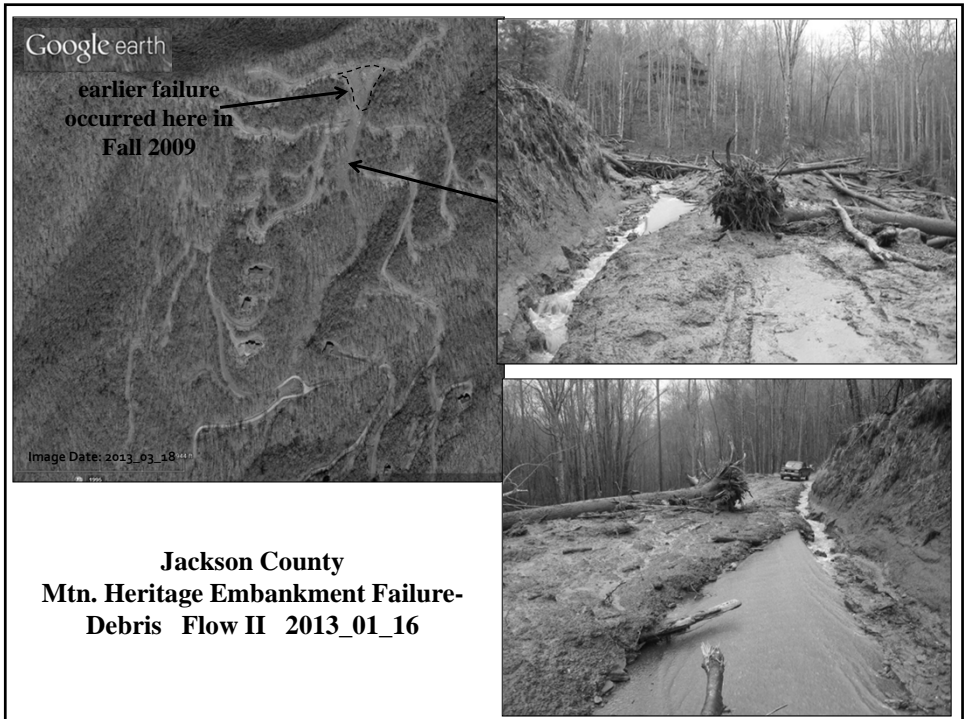 Google earth
earlier failure
occurred here in
Fall 2009
Image Date: 2013_03_18
1995
Jackson County
Mtn. Heritage Embankment Failure-
Debris Flow II 2013_01_16